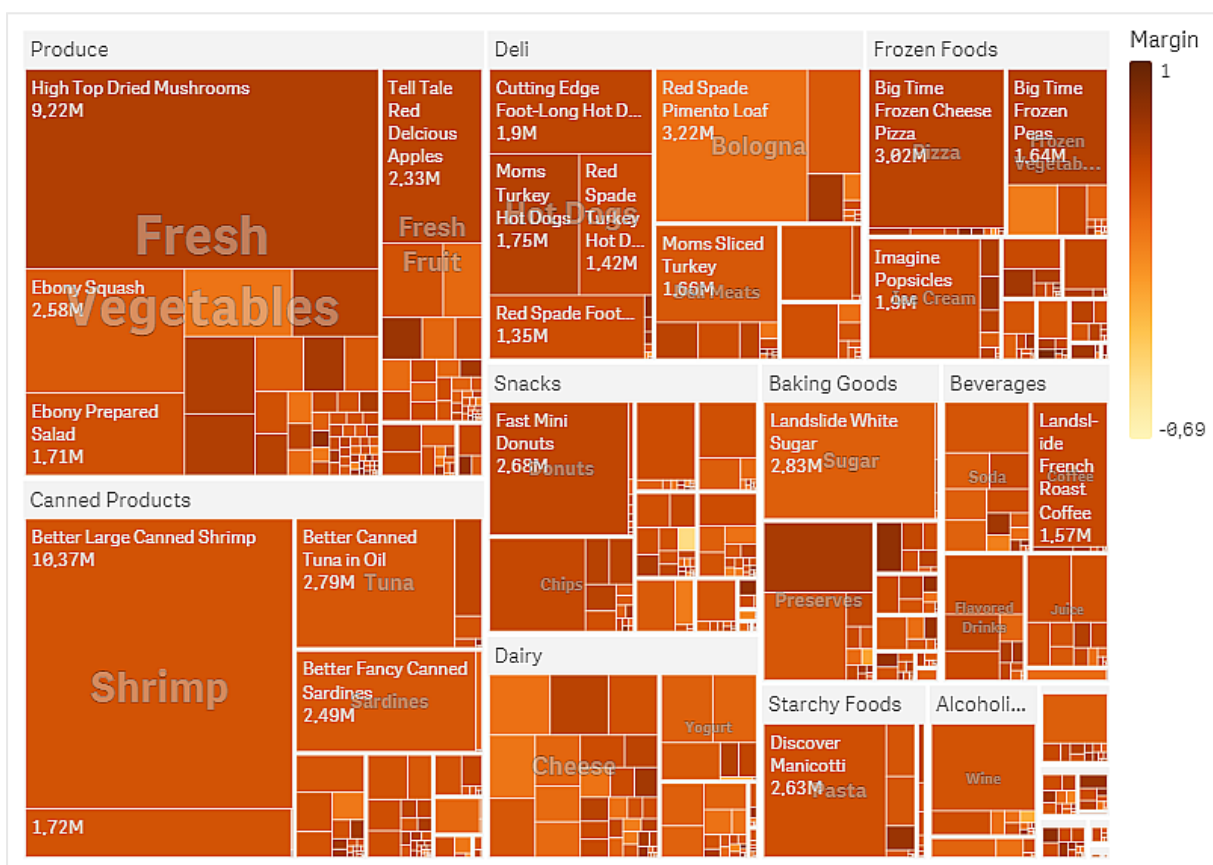 Produce
High Top Dried Mushrooms
9,22M
Fresh
Vegetables
Ebony Squash
2,58M
Ebony Prepared
Salad
1,71M
Tell Tale
Red
Delcious
Apples
2,33M
Fresh
Fruit
Canned Products
Better Large Canned Shrimp
10,37M
Shrimp
1,72M
Better Canned
Tuna in Oil
2,79M
Tuna
Better Fancy Canned
Sardines
2,49M
Sardines
Deli
Cutting Edge
Foot-Long Hot D...
1,9M
Moms
Turkey
Hot Dogs
1,75M
Red
Spade
Turkey
Hot D...
1,42M
Hot Dogs
Red Spade Foot...
1,35M
Red Spade
Pimento Loaf
3,22M
Bologna
Moms Sliced
Turkey
1,66M
Deli Meats
Frozen Foods
Big Time
Frozen Cheese
Pizza
3,02M
Pizza
Big Time
Frozen
Peas
1,64M
Frozen
Vegetab...
Imagine
Popsicles
1,9M
Ice Cream
Snacks
Fast Mini
Donuts
2,68M
Donuts
Chips
Dairy
Cheese
Yogurt
Baking Goods
Landslide White
Sugar
2,83M
Sugar
Preserves
Beverages
Soda
Landsl-
ide
French
Roast
Coffee
1,57M
Coffee
Flavored
Drinks
Juice
Starchy Foods
Discover
Manicotti
2,63M
Pasta
Alcoholi...
Wine
Margin
1
-0,69